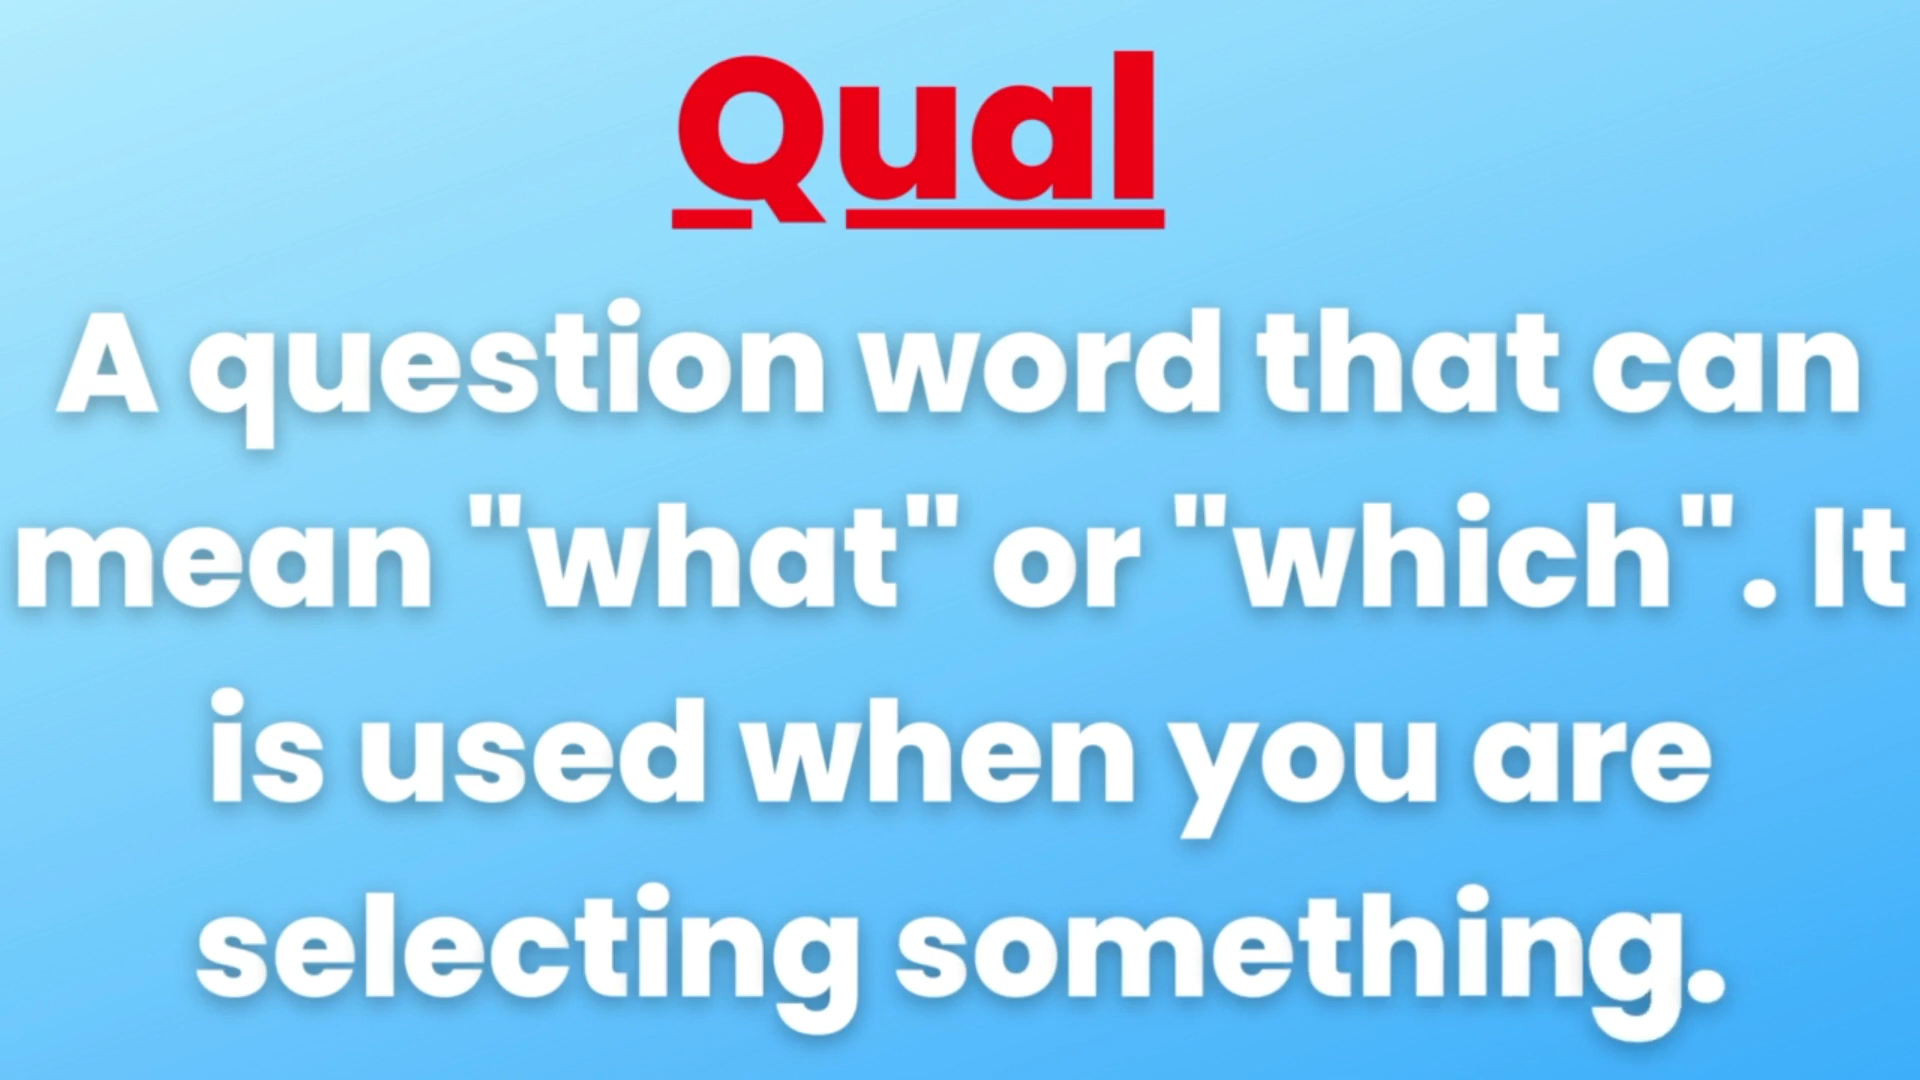 Qual
A question word that can
mean "what" or "which". It
is used when you are
selecting something.